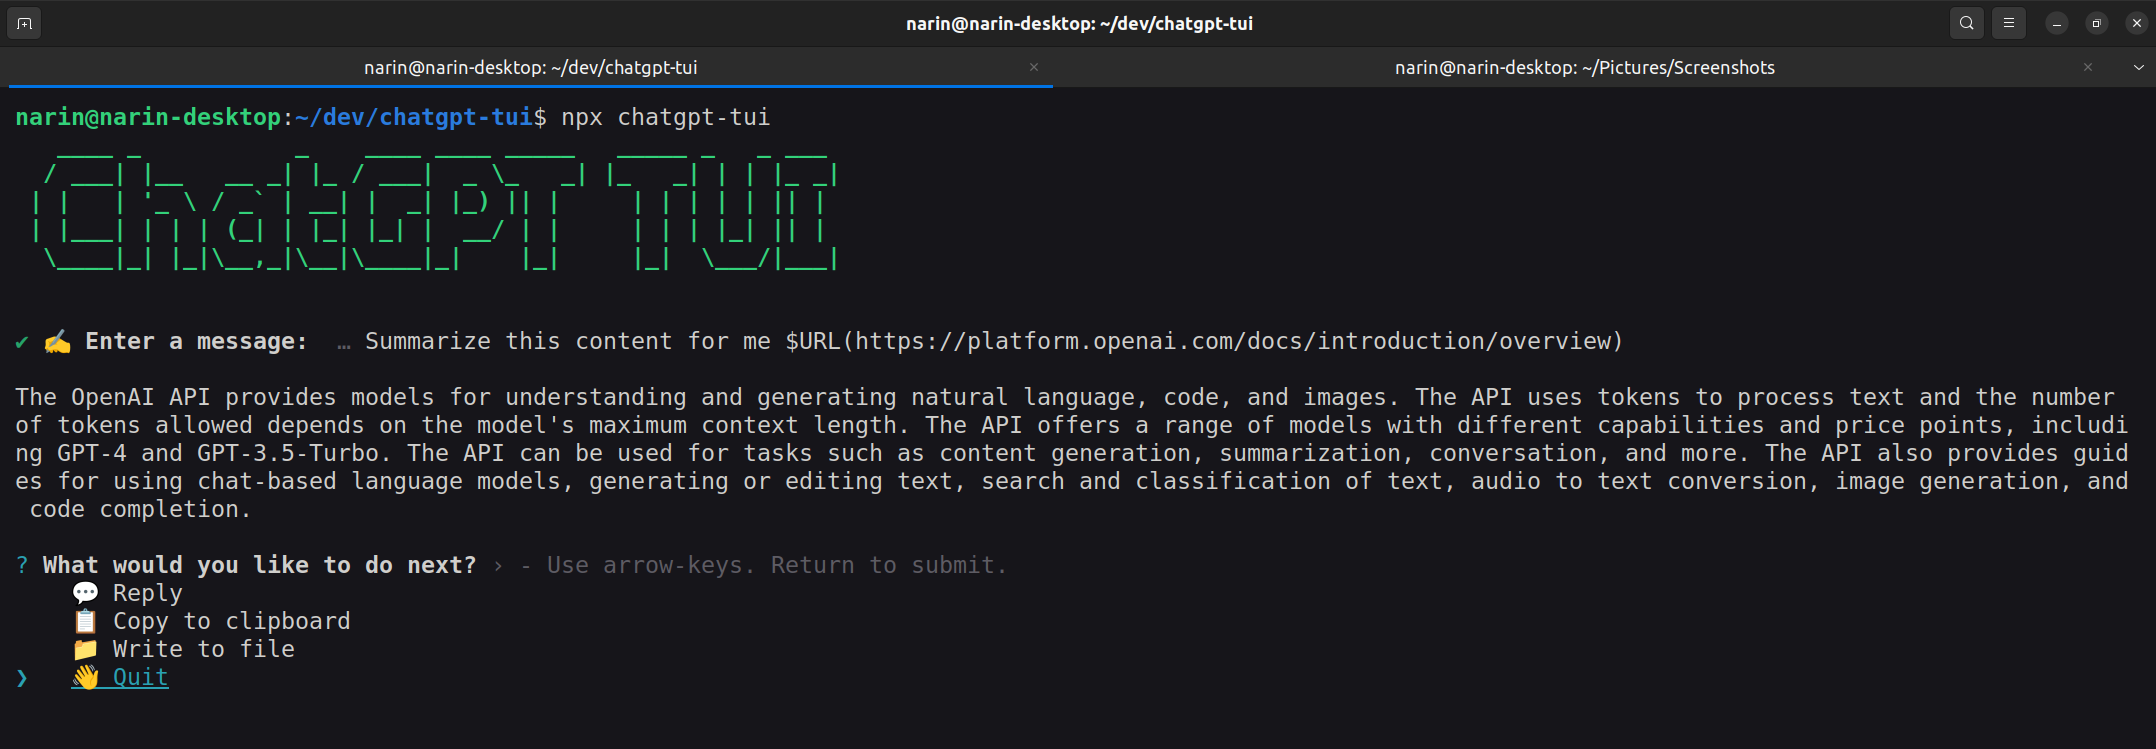 narin@narin-desktop: ~/dev/chatgpt-tui
narin@narin-desktop: ~/dev/chatgpt-tui × narin@narin-desktop: ~/Pictures/Screenshots ×
narin@narin-desktop:~/dev/chatgpt-tui$ npx chatgpt-tui
ChatGPT TUI
✔ ✍️ Enter a message: … Summarize this content for me $URL(https://platform.openai.com/docs/introduction/overview)
The OpenAI API provides models for understanding and generating natural language, code, and images. The API uses tokens to process text and the number
of tokens allowed depends on the model's maximum context length. The API offers a range of models with different capabilities and price points, includi
ng GPT-4 and GPT-3.5-Turbo. The API can be used for tasks such as content generation, summarization, conversation, and more. The API also provides guid
es for using chat-based language models, generating or editing text, search and classification of text, audio to text conversion, image generation, and
code completion.
? What would you like to do next? › - Use arrow-keys. Return to submit.
💬 Reply
📋 Copy to clipboard
📁 Write to file
❯ 👋 Quit